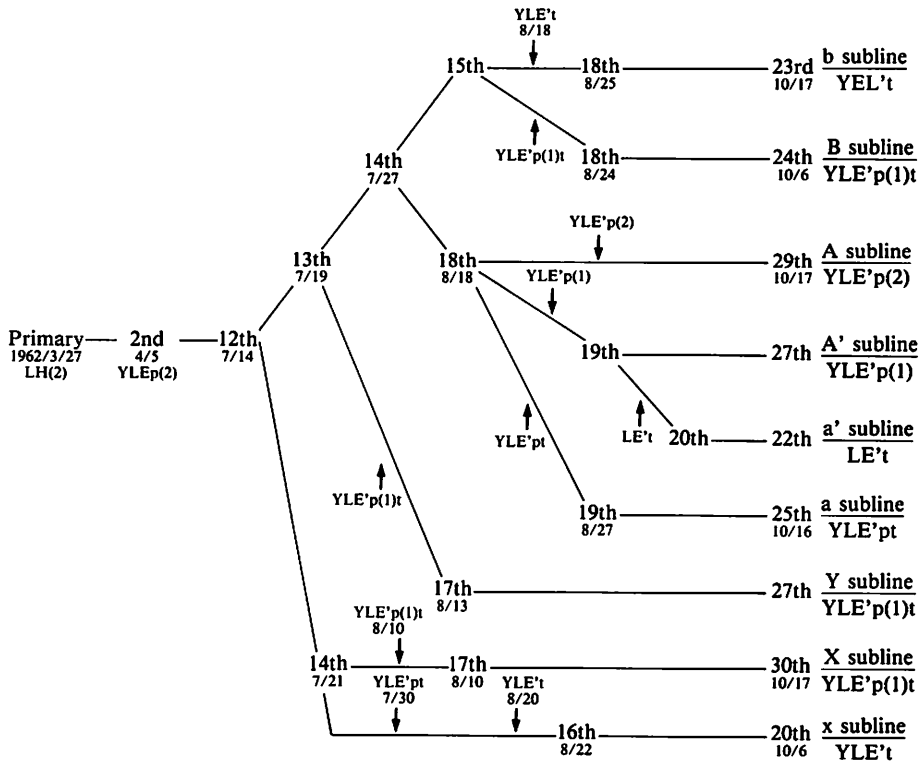 YLE't
8/18
15th
18th
8/25
23rd
10/17
b subline
YEL't
YLE'p(1)t
18th
8/24
24th
10/6
B subline
YLE'p(1)t
14th
7/27
YLE'p(2)
13th
7/19
18th
8/18
YLE'p(1)
29th
10/17
A subline
YLE'p(2)
Primary
1962/3/27
LH(2)
2nd
4/5
YLEp(2)
12th
7/14
19th
27th
A' subline
YLE'p(1)
YLE'pt
LE't
20th
22th
a' subline
LE't
YLE'p(1)t
19th
8/27
25th
10/16
a subline
YLE'pt
17th
8/13
27th
Y subline
YLE'p(1)t
YLE'p(1)t
8/10
14th
7/21
17th
8/10
30th
10/17
X subline
YLE'p(1)t
YLE'pt
7/30
YLE't
8/20
16th
8/22
20th
10/6
x subline
YLE't